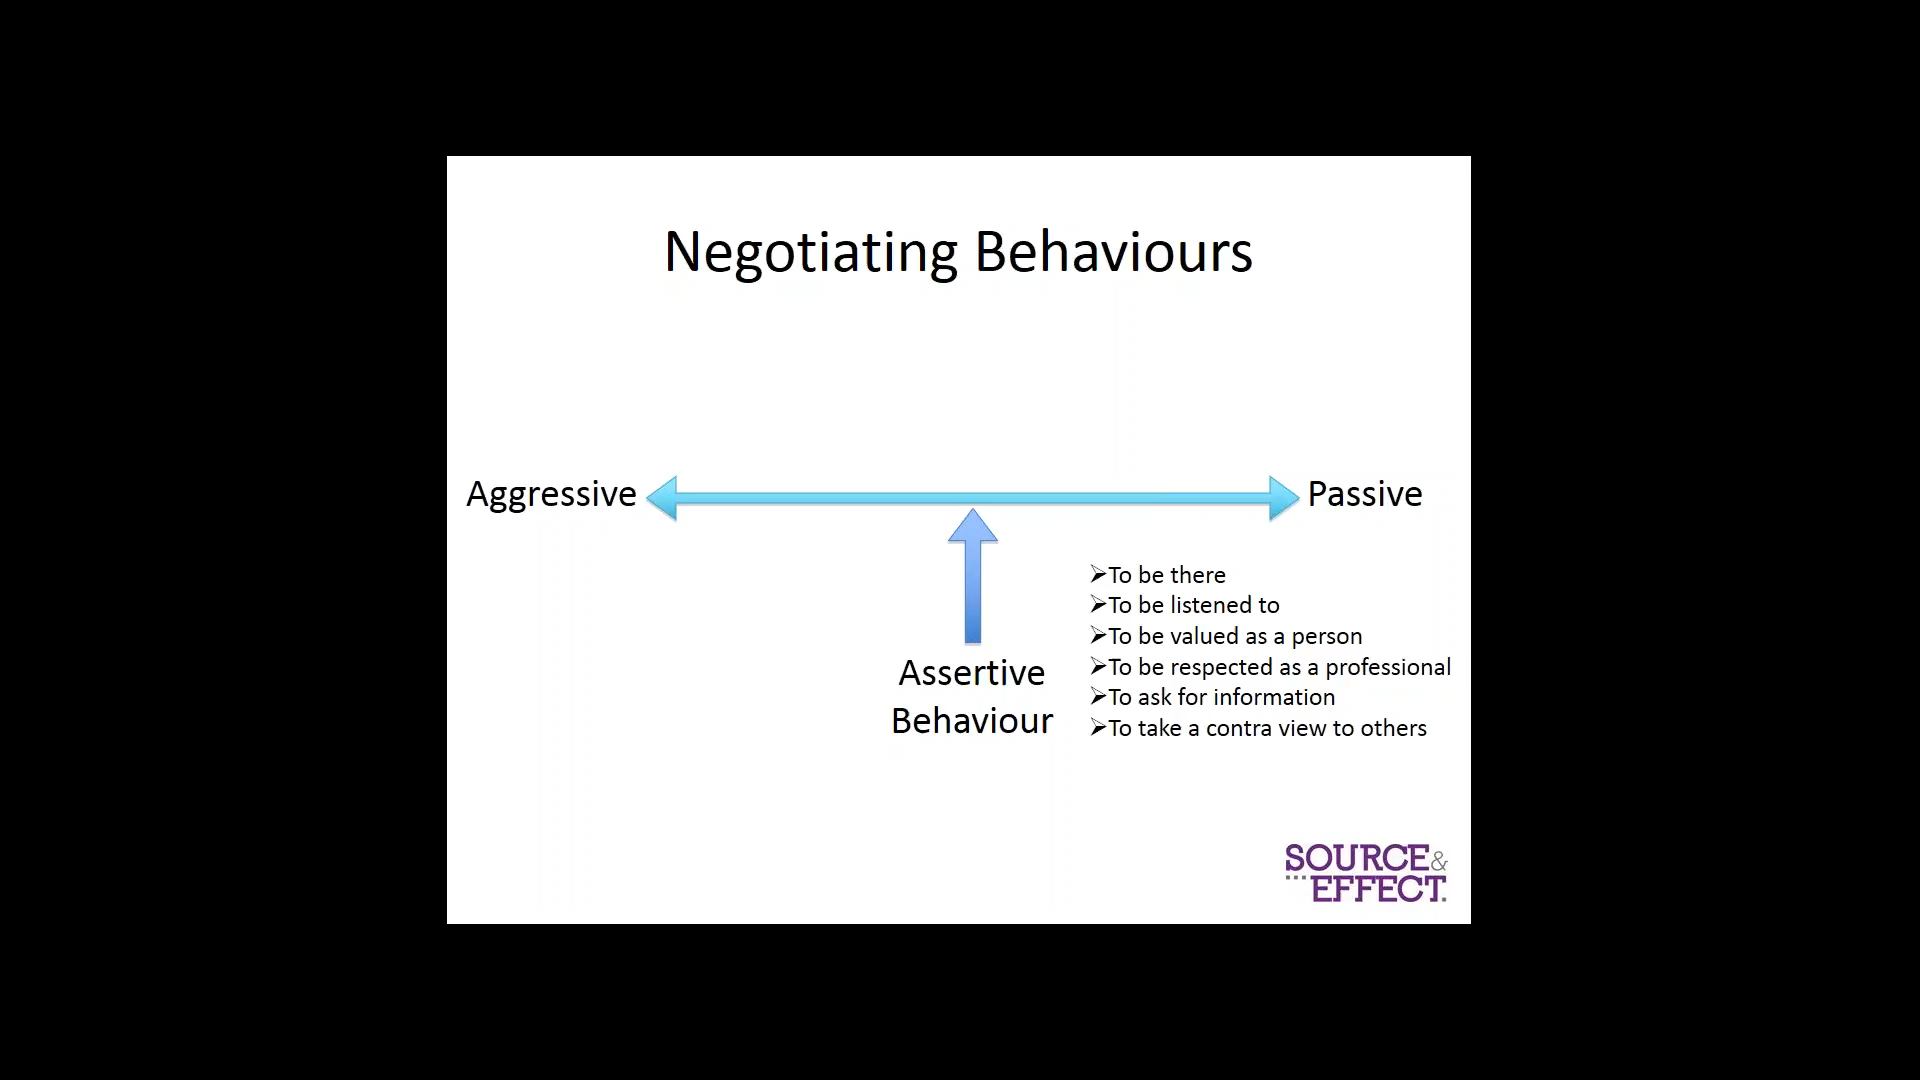 Negotiating Behaviours
Aggressive
Passive
Assertive
Behaviour
➢To be there
➢To be listened to
➢To be valued as a person
➢To be respected as a professional
➢To ask for information
➢To take a contra view to others
SOURCE&
EFFECT.